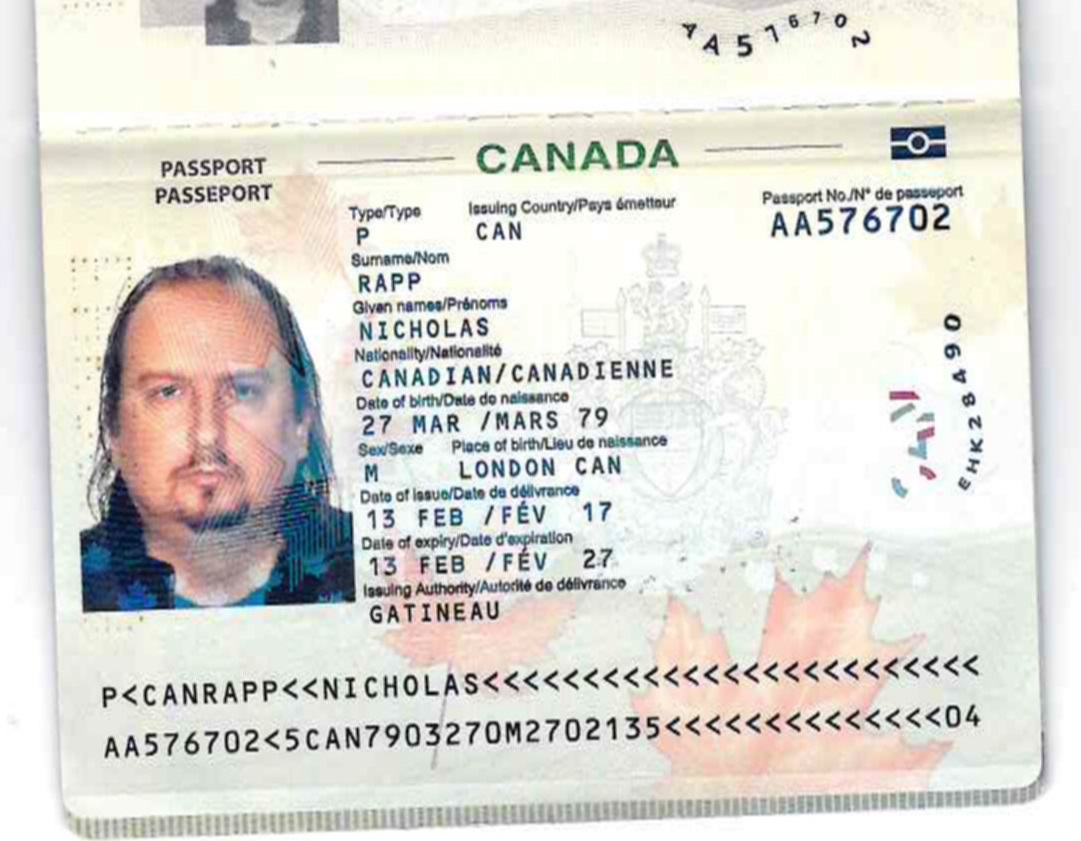 AA576702
CANADA
PASSPORT
PASSEPORT
Type/Type Issuing Country/Pays émetteur Passport No./N° de passeport
P CAN AA576702
Surname/Nom
RAPP
Given names/Prénoms
NICHOLAS
Nationality/Nationalité
CANADIAN/CANADIENNE
Date of birth/Date de naissance
27 MAR /MARS 79
Sex/Sexe Place of birth/Lieu de naissance
M LONDON CAN
Date of issue/Date de délivrance
13 FEB /FÉV 17
Date of expiry/Date d'expiration
13 FEB /FÉV 27
Issuing Authority/Autorité de délivrance
GATINEAU
EHK28490
CAN
P<CANRAPP<<NICHOLAS<<<<<<<<<<<<<<<<<<<<<<<<<
AA576702<5CAN7903270M2702135<<<<<<<<<<<<<<04